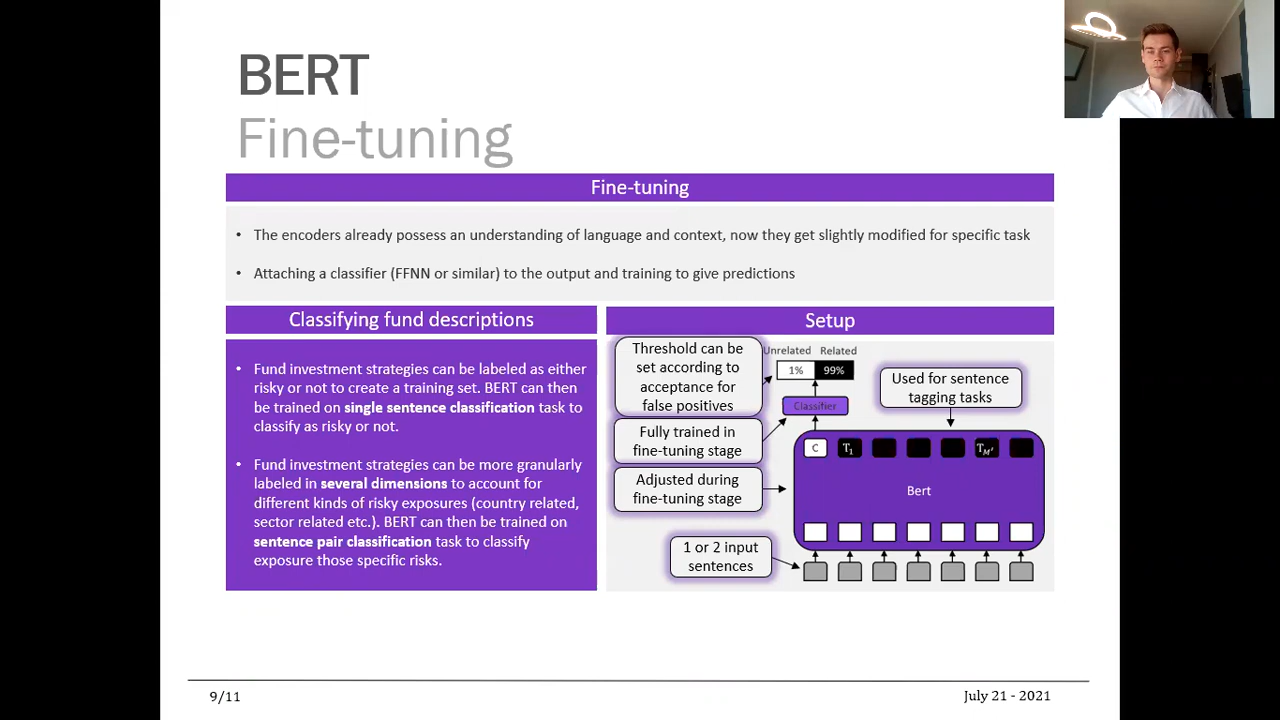 BERT
Fine-tuning
Fine-tuning
• The encoders already possess an understanding of language and context, now they get slightly modified for specific task
• Attaching a classifier (FFNN or similar) to the output and training to give predictions
Classifying fund descriptions
• Fund investment strategies can be labeled as either
risky or not to create a training set. BERT can then
be trained on single sentence classification task to
classify as risky or not.
• Fund investment strategies can be more granularly
labeled in several dimensions to account for
different kinds of risky exposures (country related,
sector related etc.). BERT can then be trained on
sentence pair classification task to classify
exposure those specific risks.
Setup
Threshold can be
set according to
acceptance for
false positives
Unrelated Related
1% 99%
Classifier
Used for sentence
tagging tasks
Fully trained in
fine-tuning stage
Adjusted during
fine-tuning stage
C T1 TM'
Bert
1 or 2 input
sentences
9/11
July 21 - 2021